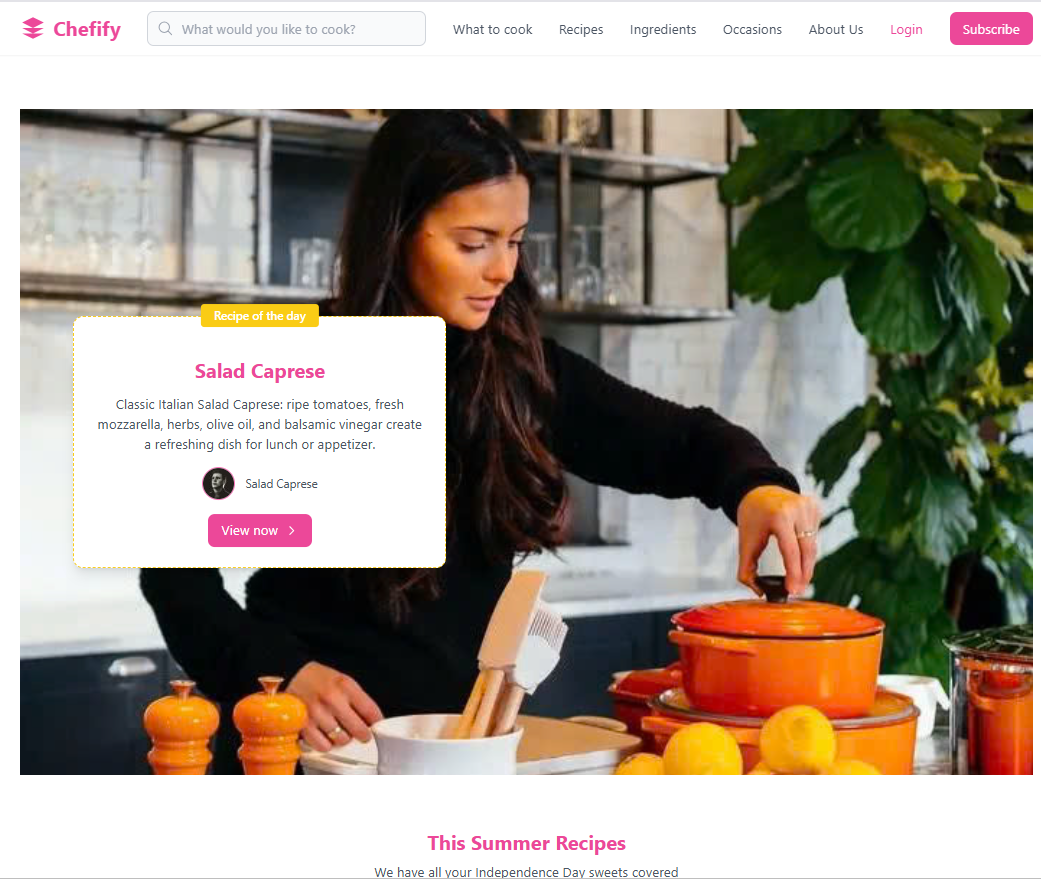 Chefify
What would you like to cook?
What to cook
Recipes
Ingredients
Occasions
About Us
Login
Subscribe
Recipe of the day
Salad Caprese
Classic Italian Salad Caprese: ripe tomatoes, fresh
mozzarella, herbs, olive oil, and balsamic vinegar create
a refreshing dish for lunch or appetizer.
Salad Caprese
View now
This Summer Recipes
We have all your Independence Day sweets covered